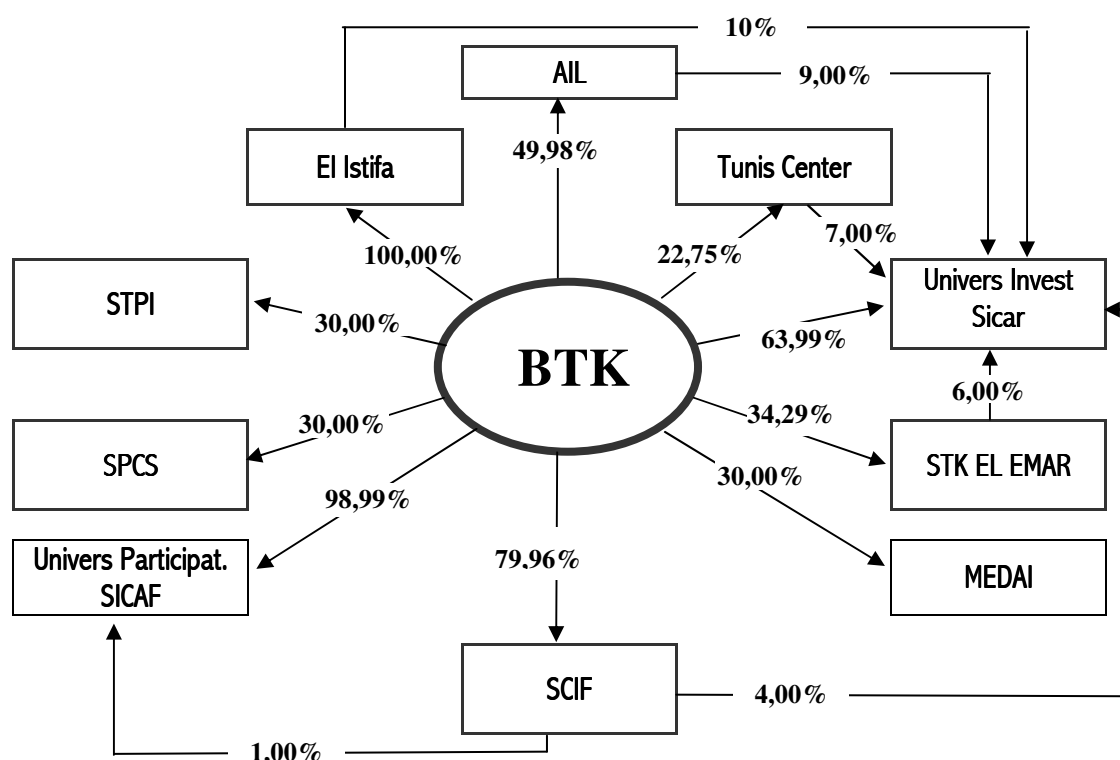 10%
AIL
9,00%
49,98%
El Istifa
Tunis Center
100,00%
22,75%
7,00%
STPI
30,00%
Univers Invest
Sicar
63,99%
BTK
6,00%
SPCS
30,00%
34,29%
STK EL EMAR
98,99%
30,00%
Univers Participat.
SICAF
79,96%
MEDAI
SCIF
4,00%
1,00%